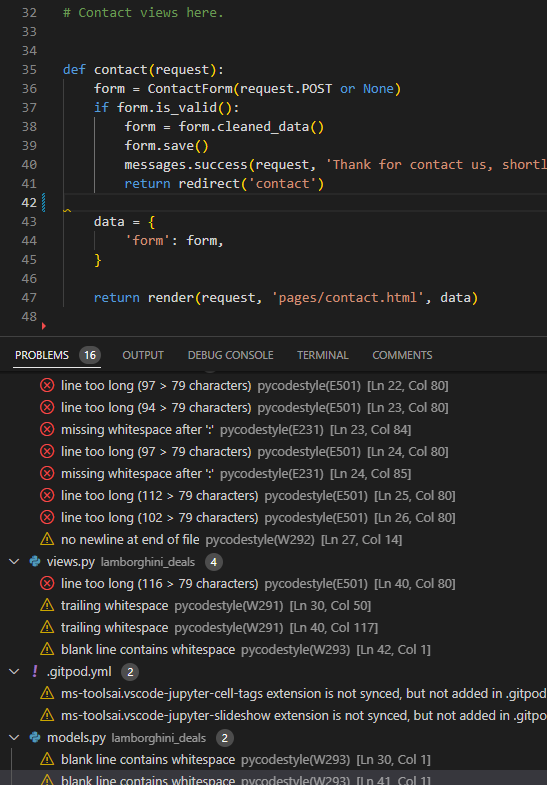 32 # Contact views here.
33
34
35 def contact(request):
36 form = ContactForm(request.POST or None)
37 if form.is_valid():
38 form = form.cleaned_data()
39 form.save()
40 messages.success(request, 'Thank for contact us, shortl
41 return redirect('contact')
42
43 data = {
44 'form': form,
45 }
46
47 return render(request, 'pages/contact.html', data)
48
PROBLEMS 16 OUTPUT DEBUG CONSOLE TERMINAL COMMENTS
line too long (97 > 79 characters) pycodestyle(E501) [Ln 22, Col 80]
line too long (94 > 79 characters) pycodestyle(E501) [Ln 23, Col 80]
missing whitespace after ':' pycodestyle(E231) [Ln 23, Col 84]
line too long (97 > 79 characters) pycodestyle(E501) [Ln 24, Col 80]
missing whitespace after ':' pycodestyle(E231) [Ln 24, Col 85]
line too long (112 > 79 characters) pycodestyle(E501) [Ln 25, Col 80]
line too long (102 > 79 characters) pycodestyle(E501) [Ln 26, Col 80]
no newline at end of file pycodestyle(W292) [Ln 27, Col 14]
views.py lamborghini_deals 4
line too long (116 > 79 characters) pycodestyle(E501) [Ln 40, Col 80]
trailing whitespace pycodestyle(W291) [Ln 30, Col 50]
trailing whitespace pycodestyle(W291) [Ln 40, Col 117]
blank line contains whitespace pycodestyle(W293) [Ln 42, Col 1]
! .gitpod.yml 2
ms-toolsai.vscode-jupyter-cell-tags extension is not synced, but not added in .gitpod
ms-toolsai.vscode-jupyter-slideshow extension is not synced, but not added in .gitpo
models.py lamborghini_deals 2
blank line contains whitespace pycodestyle(W293) [Ln 30, Col 1]
blank line contains whitespace pycodestyle(W293) [Ln 41, Col 1]